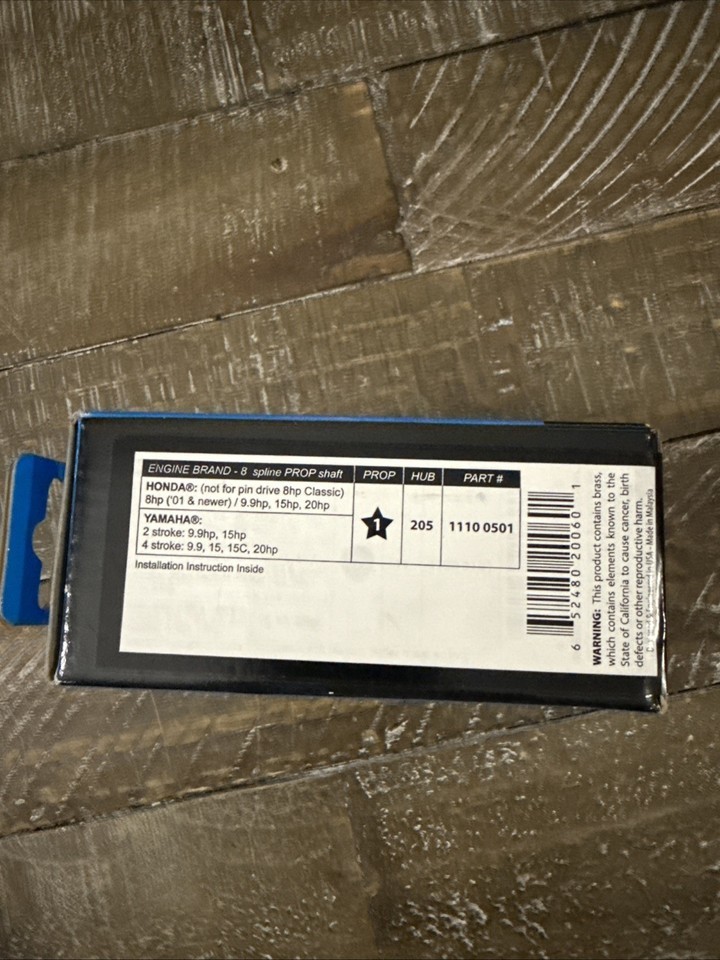 ENGINE BRAND - 8 spline PROP shaft PROP HUB PART #
HONDA®: (not for pin drive 8hp Classic)
8hp ('01 & newer) / 9.9hp, 15hp, 20hp
YAMAHA®:
2 stroke: 9.9hp, 15hp
4 stroke: 9.9, 15, 15C, 20hp
1 205 1110 0501
Installation Instruction Inside
6 52480 20060 1
WARNING: This product contains brass,
which contains elements known to the
State of California to cause cancer, birth
defects or other reproductive harm.
in USA - Made in Malaysia